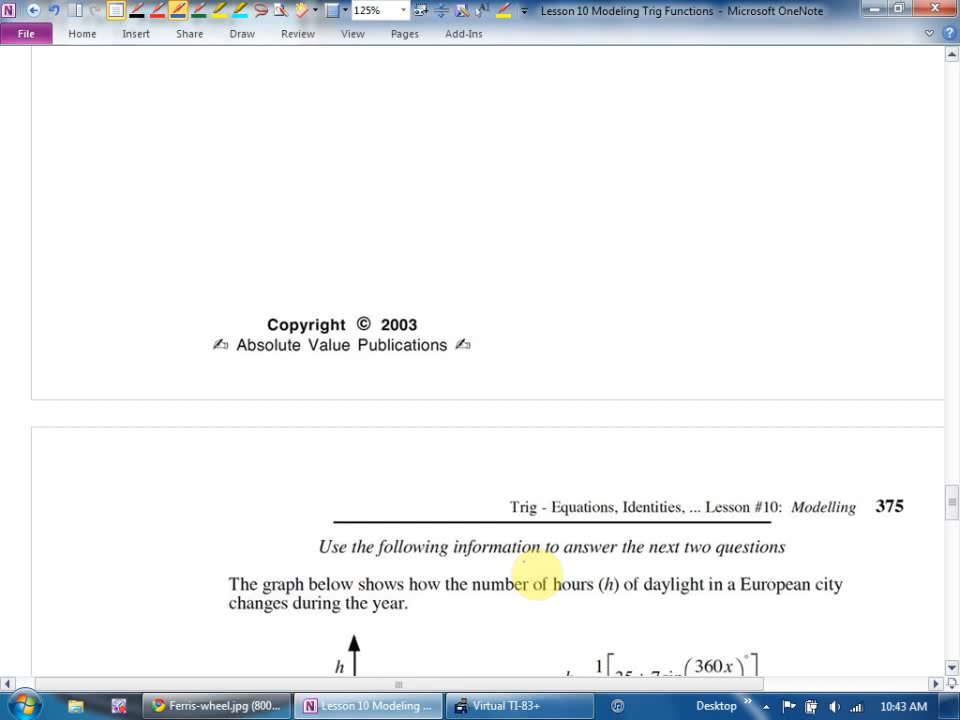 125%
Lesson 10 Modeling Trig Functions - Microsoft OneNote
File Home Insert Share Draw Review View Pages Add-Ins
Copyright © 2003
✍ Absolute Value Publications ✍
Trig - Equations, Identities, ... Lesson #10: Modelling 375
Use the following information to answer the next two questions
The graph below shows how the number of hours (h) of daylight in a European city
changes during the year.
h
1
(360x)°
Ferris-wheel.jpg (800...
Lesson 10 Modeling ...
Virtual TI-83+
Desktop
10:43 AM